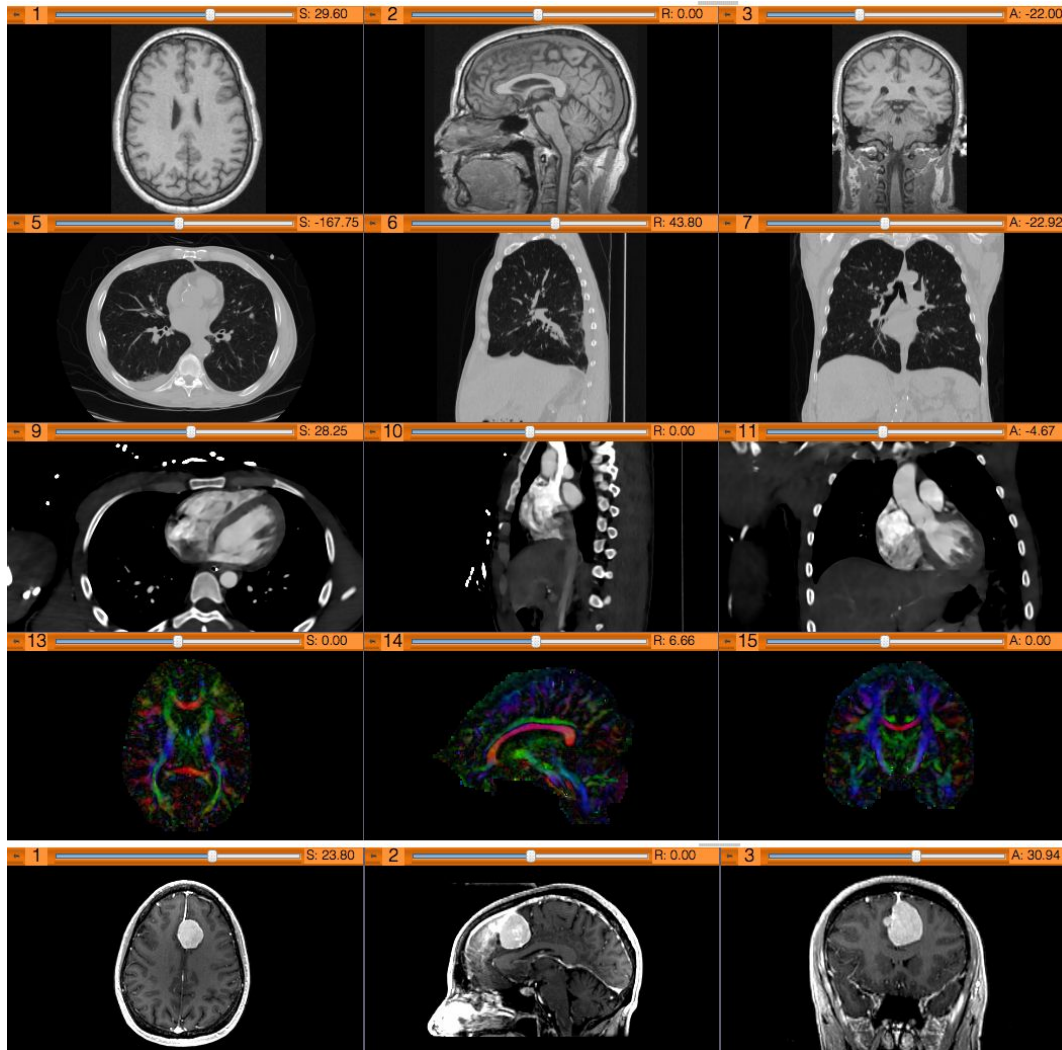 1 S: 29.60 2 R: 0.00 3 A: -22.00
5 S: -167.75 6 R: 43.80 7 A: -22.92
9 S: 28.25 10 R: 0.00 11 A: -4.67
13 S: 0.00 14 R: 6.66 15 A: 0.00
1 S: 23.80 2 R: 0.00 3 A: 30.94